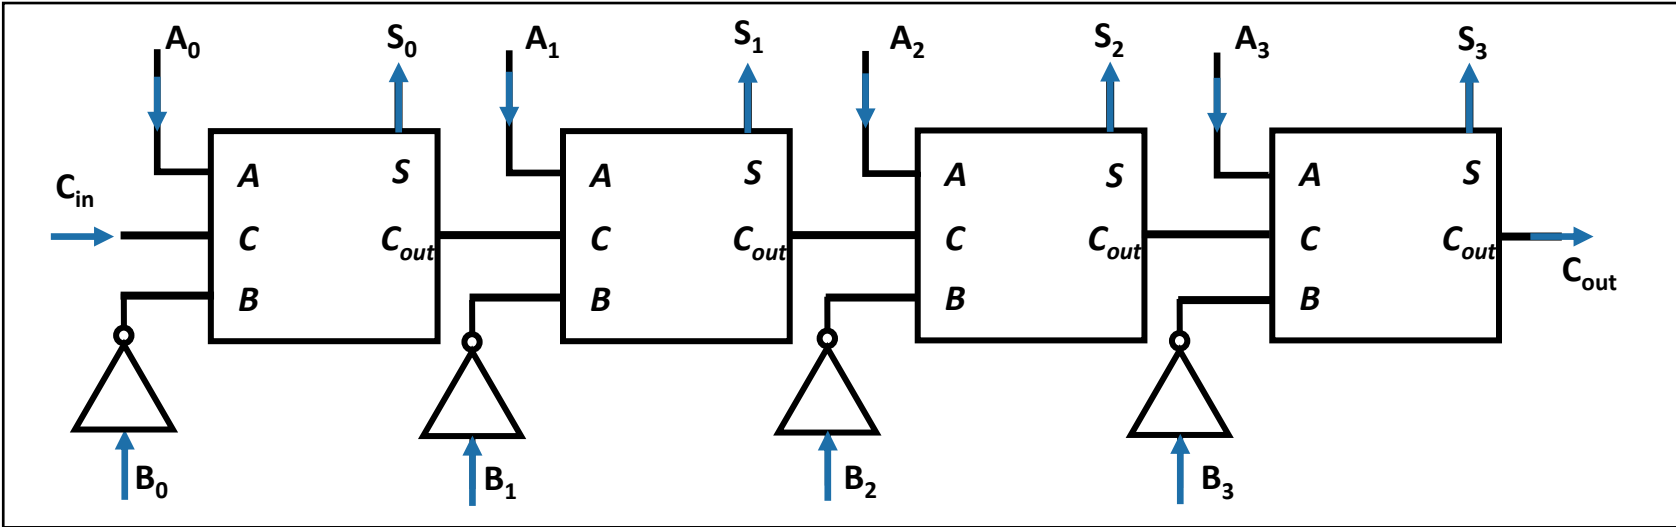 A₀ S₀ A₁ S₁ A₂ S₂ A₃ S₃
A S A S A S A S
Cᵢₙ
C Cₒᵤₜ C Cₒᵤₜ C Cₒᵤₜ C Cₒᵤₜ
Cₒᵤₜ
B B B B
B₀ B₁ B₂ B₃